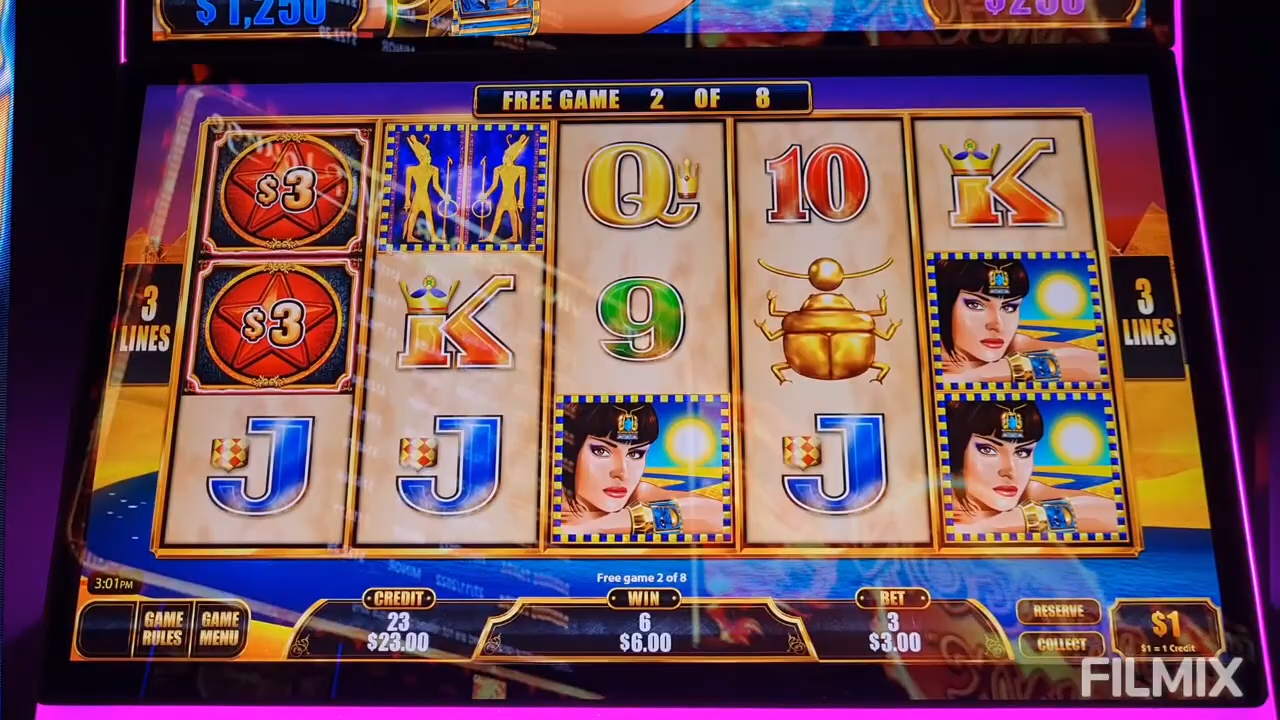 $1,250
$250
FREE GAME 2 OF 8
$3
Q
10
K
3
LINES
$3
K
9
3
LINES
J
J
J
Free game 2 of 8
3:01PM
GAME
RULES
GAME
MENU
CREDIT
23
$23.00
WIN
6
$6.00
BET
3
$3.00
RESERVE
COLLECT
$1
$1 = 1 Credit
FILMIX